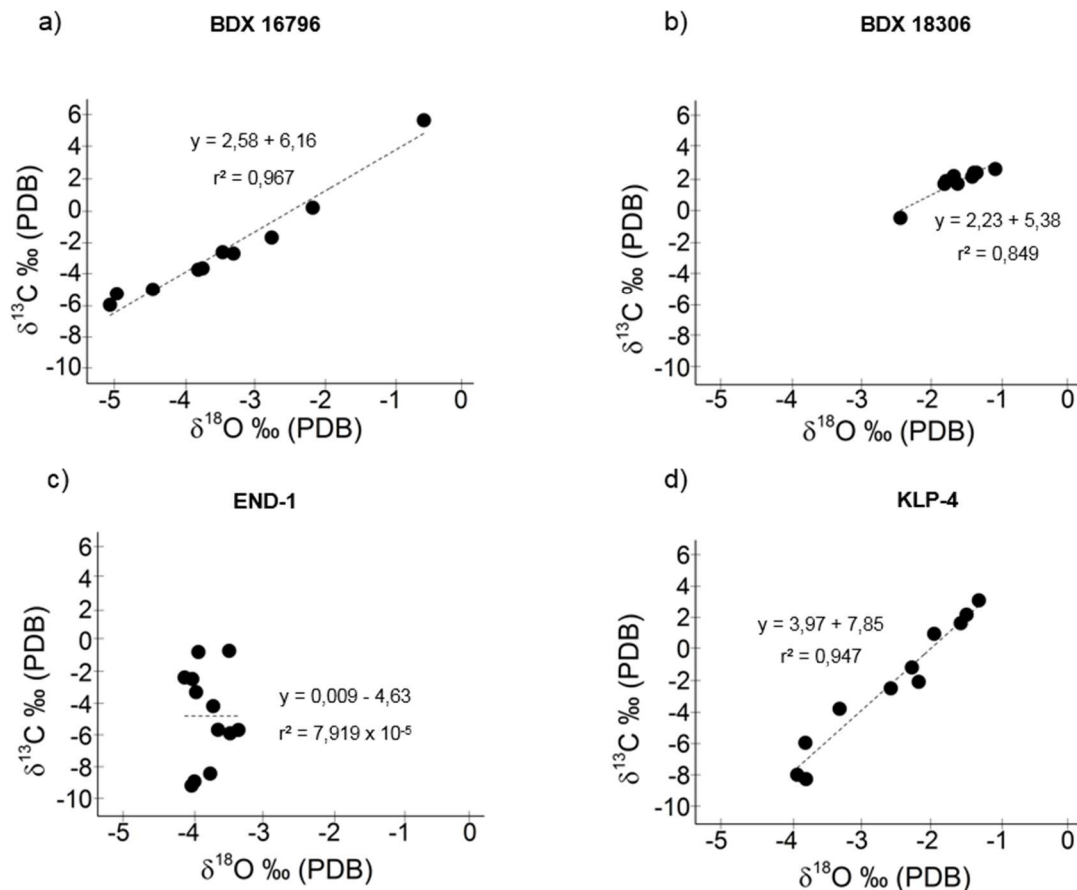 a)
BDX 16796
6
4
2
0
-2
-4
-6
-8
-10
δ¹³C ‰ (PDB)
y = 2,58 + 6,16
r² = 0,967
-5 -4 -3 -2 -1 0
δ¹⁸O ‰ (PDB)
b)
BDX 18306
6
4
2
0
-2
-4
-6
-8
-10
δ¹³C ‰ (PDB)
y = 2,23 + 5,38
r² = 0,849
-5 -4 -3 -2 -1 0
δ¹⁸O ‰ (PDB)
c)
END-1
6
4
2
0
-2
-4
-6
-8
-10
δ¹³C ‰ (PDB)
y = 0,009 - 4,63
r² = 7,919 x 10⁻⁵
-5 -4 -3 -2 -1 0
δ¹⁸O ‰ (PDB)
d)
KLP-4
6
4
2
0
-2
-4
-6
-8
-10
δ¹³C ‰ (PDB)
y = 3,97 + 7,85
r² = 0,947
-5 -4 -3 -2 -1 0
δ¹⁸O ‰ (PDB)